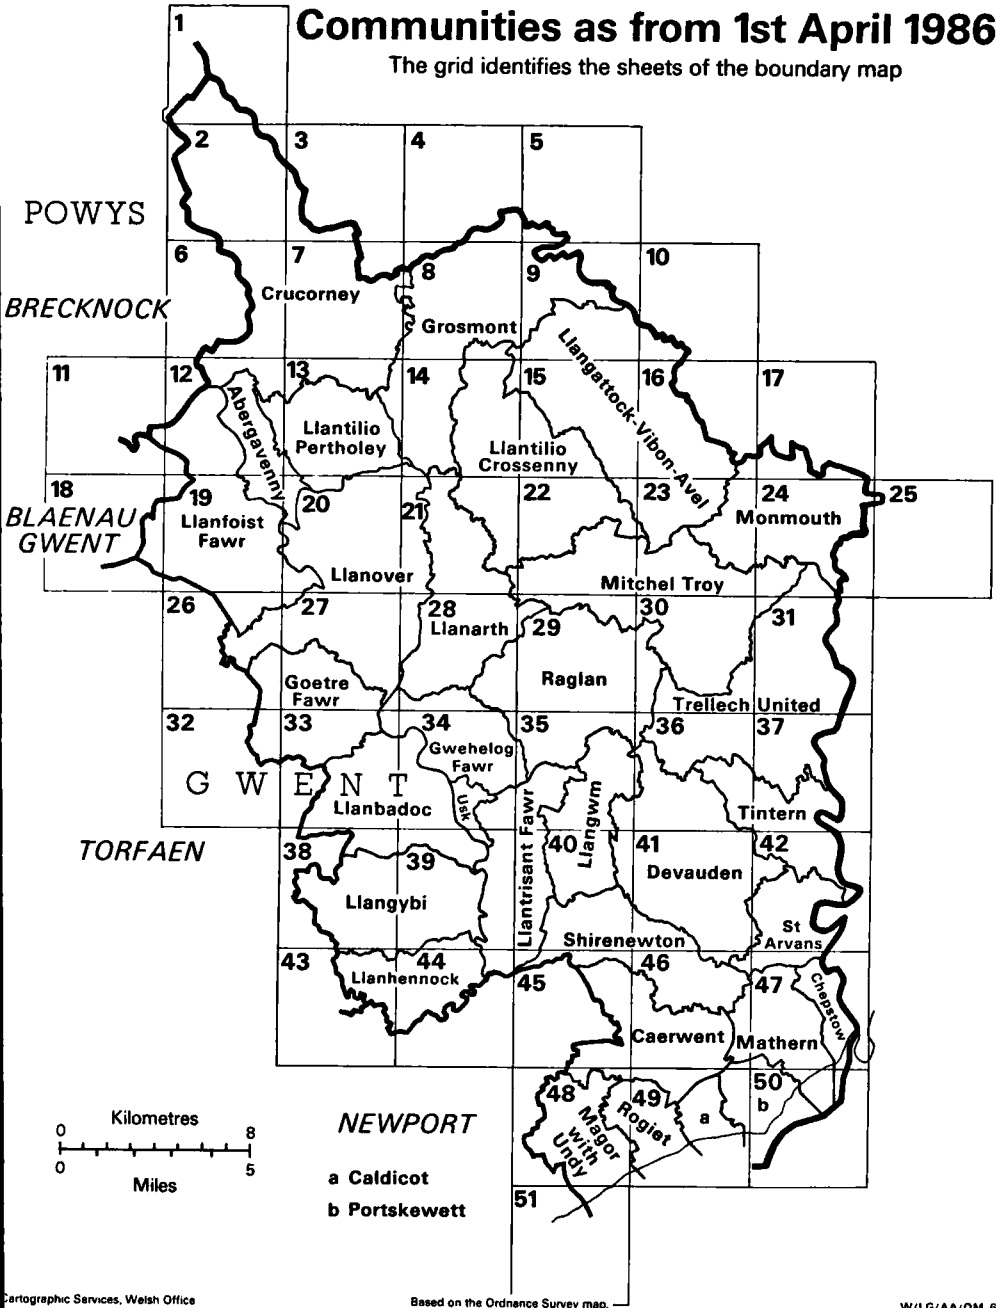 Communities as from 1st April 1986
The grid identifies the sheets of the boundary map
1
2
3
4
5
POWYS
6
7
8
9
10
Crucorney
BRECKNOCK
Grosmont
Llangattock-Vibon-Avel
11
12
13
14
15
16
17
Abergavenny
Llantilio
Pertholey
Llantilio
Crossenny
18
19
20
21
22
23
24
25
BLAENAU
GWENT
Llanfoist
Fawr
Monmouth
Llanover
Mitchel Troy
26
27
28
29
30
31
Llanarth
Goetre
Fawr
Raglan
Trellech United
32
33
34
35
36
37
Gwehelog
Fawr
GWENT
Llanbadoc
Usk
Llantrisant Fawr
Llangwm
Tintern
TORFAEN
38
39
40
41
42
Devauden
Llangybi
St
Arvans
Shirenewton
43
44
45
46
47
Llanhennock
Chepstow
Caerwent
Mathern
48
49
50
Magor
with
Undy
Rogiet
a
b
NEWPORT
Kilometres
0 8
0 5
Miles
a Caldicot
b Portskewett
51
Cartographic Services, Welsh Office
Based on the Ordnance Survey map.